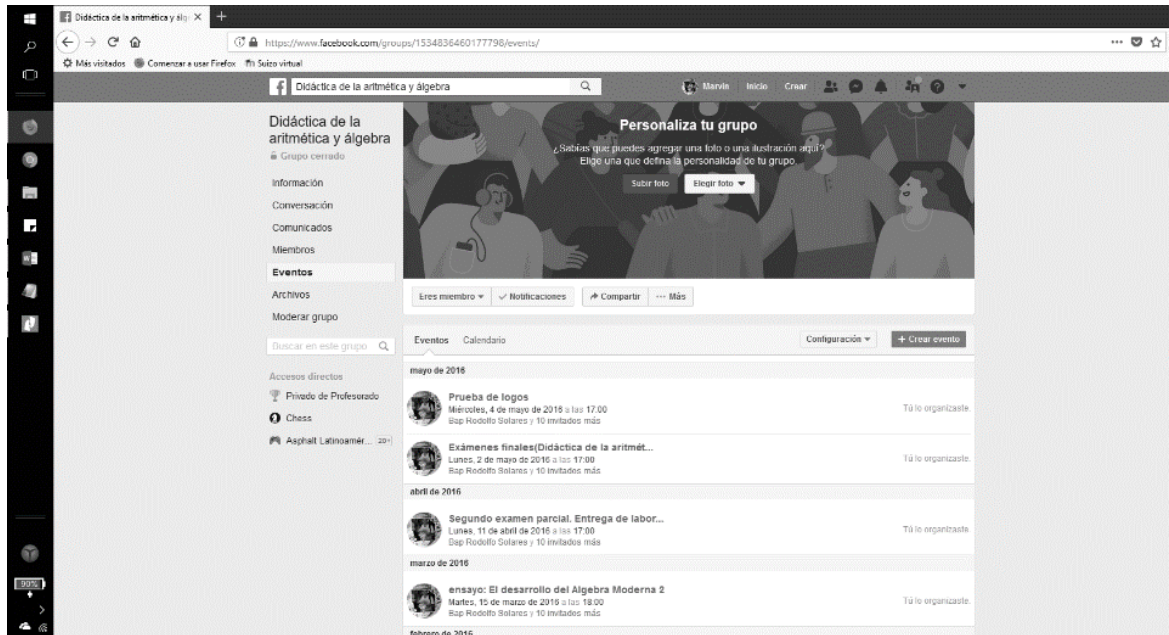 Didáctica de la aritmética y álg
https://www.facebook.com/groups/1534836460177798/events/
Más visitados Comenzar a usar Firefox Suizo virtual
Didáctica de la aritmética y álgebra
Marvin Inicio Crear
Didáctica de la
aritmética y álgebra
Grupo cerrado
Información
Conversación
Comunicados
Miembros
Eventos
Archivos
Moderar grupo
Buscar en este grupo
Accesos directos
Privado de Profesorado
Chess
Asphalt Latinoamér... 20+
Personaliza tu grupo
¿Sabías que puedes agregar una foto o una ilustración aquí?
Elige una que defina la personalidad de tu grupo.
Subir foto Elegir foto
Eres miembro Notificaciones Compartir ··· Más
Eventos Calendario Configuración + Crear evento
mayo de 2016
Prueba de logos
Miércoles, 4 de mayo de 2016 a las 17:00
Bap Rodolfo Solares y 10 invitados más
Tú lo organizaste.
Exámenes finales(Didáctica de la aritmét...
Lunes, 2 de mayo de 2016 a las 17:00
Bap Rodolfo Solares y 10 invitados más
Tú lo organizaste.
abril de 2016
Segundo examen parcial. Entrega de labor...
Lunes, 11 de abril de 2016 a las 17:00
Bap Rodolfo Solares y 10 invitados más
Tú lo organizaste.
marzo de 2016
ensayo: El desarrollo del Algebra Moderna 2
Martes, 15 de marzo de 2016 a las 18:00
Bap Rodolfo Solares y 10 invitados más
Tú lo organizaste.
febrero de 2016
90%